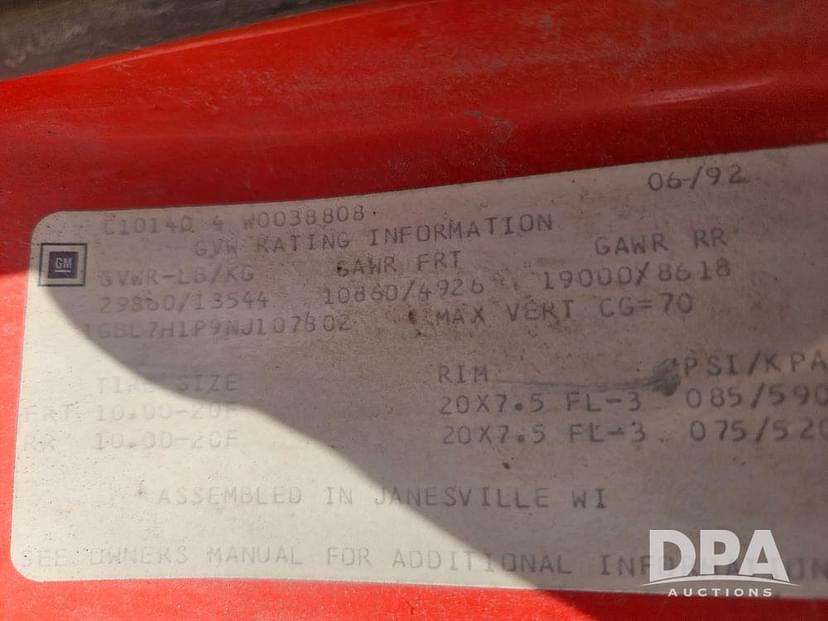 06/92
C1014Q 4 W0038808
GVW RATING INFORMATION
GM
GVWR-LB/KG GAWR FRT GAWR RR
29860/13544 10860/4926 19000/8618
1GBL7H1P9NJ107802 MAX VERT CG=70
TIRE SIZE RIM PSI/KPA
FRT 10.00-20F 20X7.5 FL-3 085/590
RR 10.00-20F 20X7.5 FL-3 075/520
ASSEMBLED IN JANESVILLE WI
SEE OWNERS MANUAL FOR ADDITIONAL INFORMATION
DPA
AUCTIONS